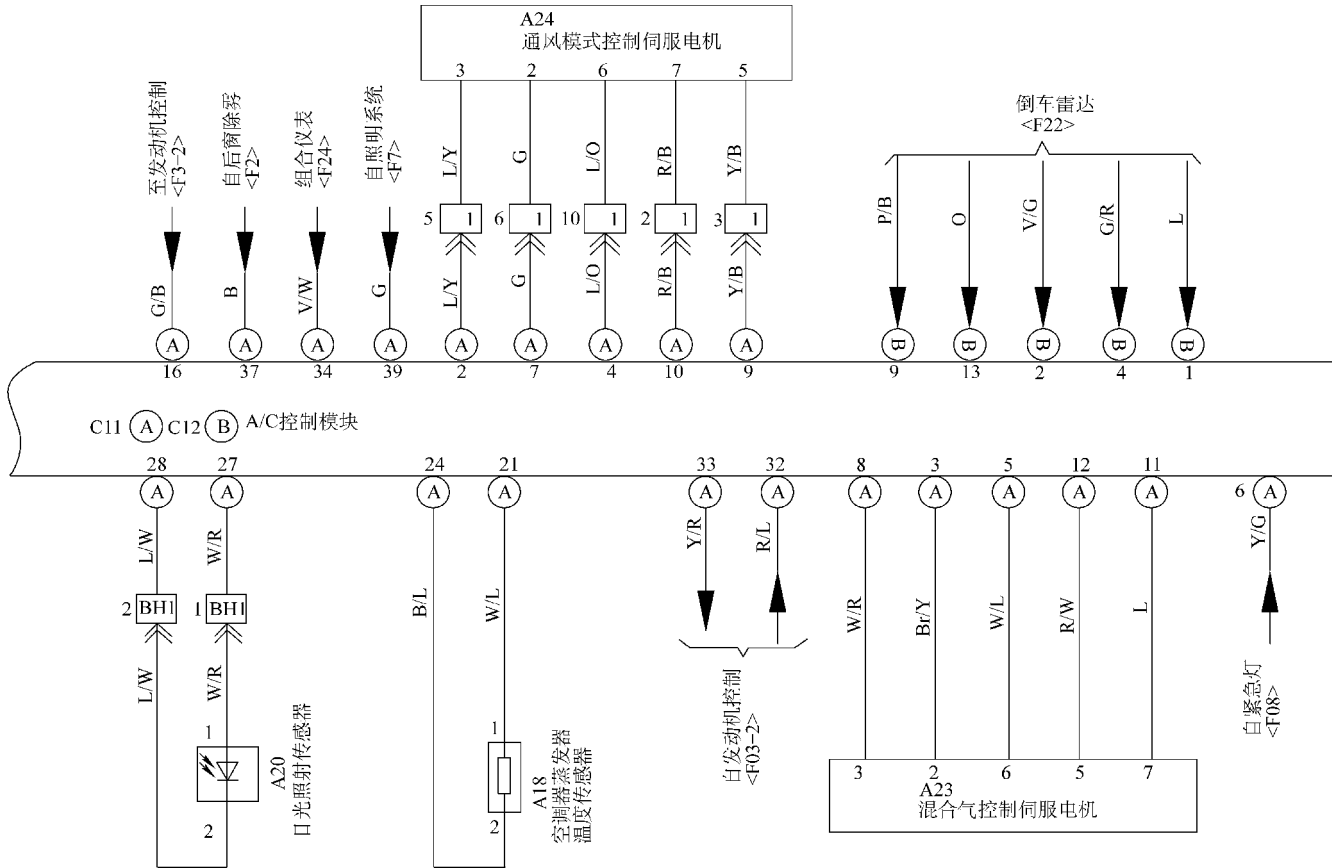 A24
通风模式控制伺服电机
3 2 6 7 5
至发动机控制
<F3-2>
自后窗除雾
<F2>
组合仪表
<F24>
自照明系统
<F7>
倒车雷达
<F22>
L/Y G L/O R/B Y/B
P/B O V/G G/R L
5 1 6 1 10 1 2 1 3 1
G/B B V/W G L/Y G L/O R/B Y/B
A A A A A A A A A B B B B B
16 37 34 39 2 7 4 10 9 9 13 2 4 1
C11 A C12 B A/C控制模块
28 27 24 21 33 32 8 3 5 12 11
A A A A A A A A A A A 6 A
L/W W/R B/L W/L Y/R R/L W/R Br/Y W/L R/W L Y/G
2 BH1 1 BH1
L/W W/R
1
2
A20
日光照射传感器
1
2
A18
空调器蒸发器
温度传感器
自发动机控制
<F03-2>
自紧急灯
<F08>
3 2 6 5 7
A23
混合气控制伺服电机